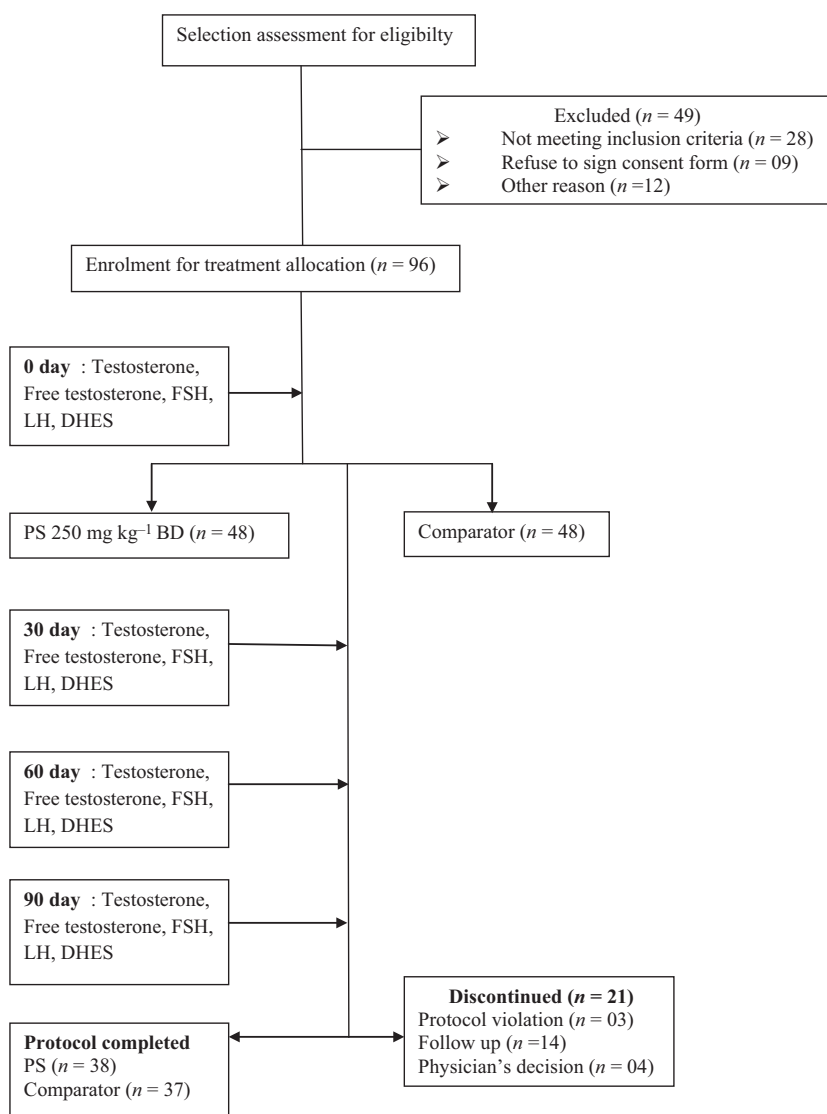 Selection assessment for eligibilty
Excluded (n = 49)
➢ Not meeting inclusion criteria (n = 28)
➢ Refuse to sign consent form (n = 09)
➢ Other reason (n =12)
Enrolment for treatment allocation (n = 96)
0 day : Testosterone,
Free testosterone, FSH,
LH, DHES
PS 250 mg kg⁻¹ BD (n = 48)
Comparator (n = 48)
30 day : Testosterone,
Free testosterone, FSH,
LH, DHES
60 day : Testosterone,
Free testosterone, FSH,
LH, DHES
90 day : Testosterone,
Free testosterone, FSH,
LH, DHES
Discontinued (n = 21)
Protocol violation (n = 03)
Follow up (n =14)
Physician’s decision (n = 04)
Protocol completed
PS (n = 38)
Comparator (n = 37)